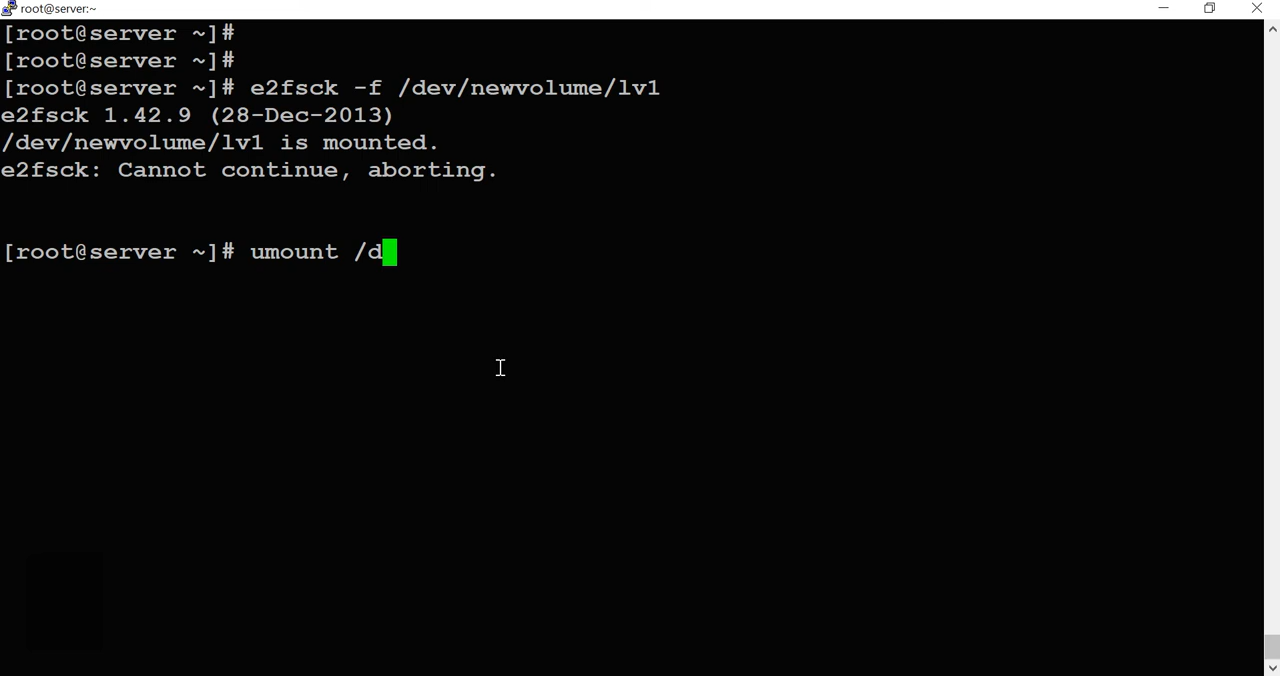 root@server:~
[root@server ~]#
[root@server ~]#
[root@server ~]# e2fsck -f /dev/newvolume/lv1
e2fsck 1.42.9 (28-Dec-2013)
/dev/newvolume/lv1 is mounted.
e2fsck: Cannot continue, aborting.
[root@server ~]# umount /d